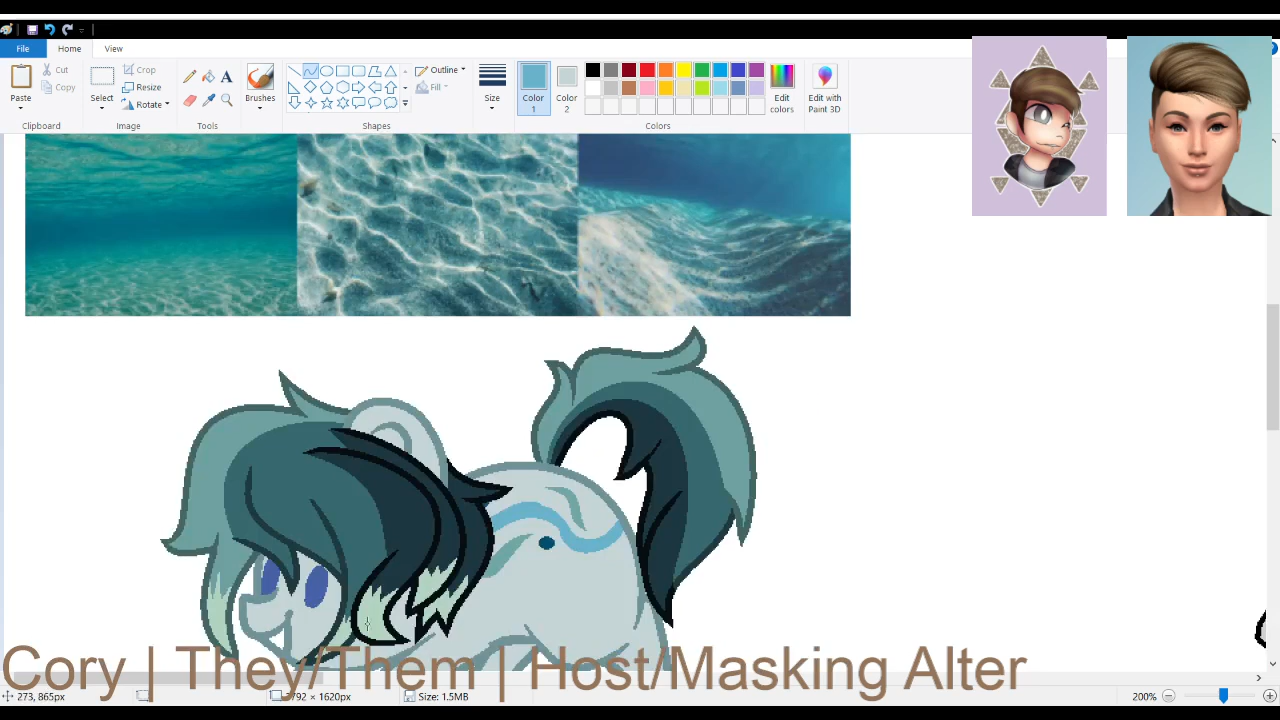 File Home View
Paste Cut Copy Clipboard
Select Crop Resize Rotate Image
Tools
Brushes
Outline Fill Shapes
Size
Color 1 Color 2 Edit colors Colors
Edit with Paint 3D
Cory | They/Them | Host/Masking Alter
273, 865px 3792 × 1620px Size: 1.5MB 200%